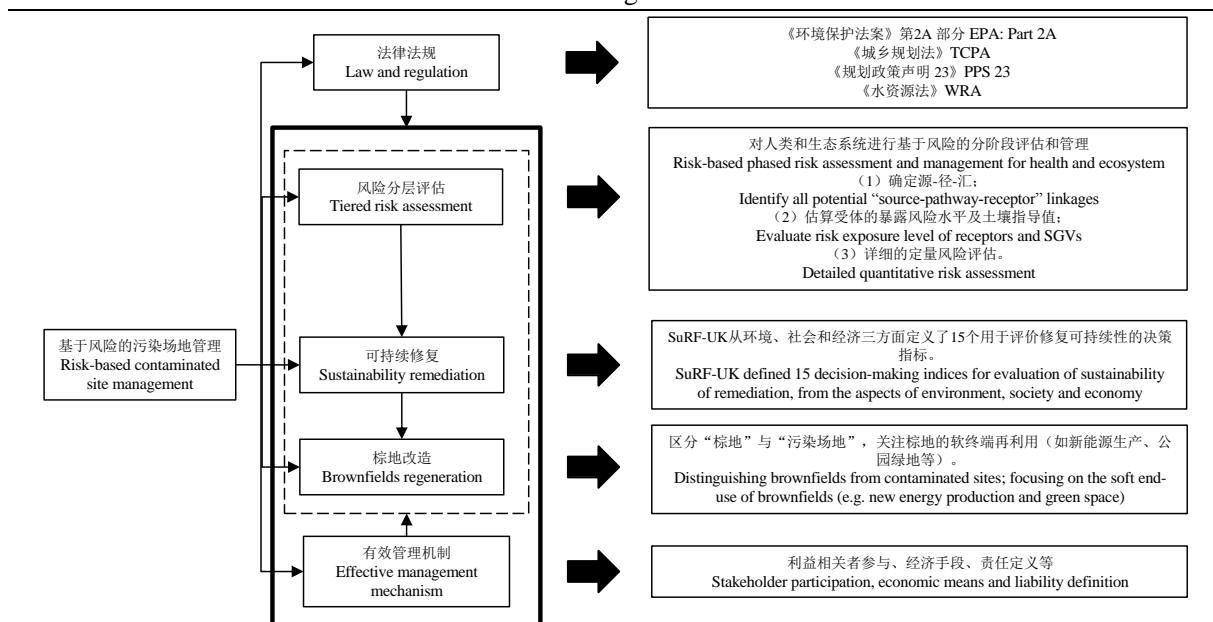 法律法规
Law and regulation
《环境保护法案》第2A 部分 EPA: Part 2A
《城乡规划法》TCPA
《规划政策声明 23》PPS 23
《水资源法》WRA
风险分层评估
Tiered risk assessment
对人类和生态系统进行基于风险的分阶段评估和管理
Risk-based phased risk assessment and management for health and ecosystem
（1）确定源-径-汇；
Identify all potential “source-pathway-receptor” linkages
（2）估算受体的暴露风险水平及土壤指导值；
Evaluate risk exposure level of receptors and SGVs
（3）详细的定量风险评估。
Detailed quantitative risk assessment
基于风险的污染场地管理
Risk-based contaminated
site management
可持续修复
Sustainability remediation
SuRF-UK从环境、社会和经济三方面定义了15个用于评价修复可持续性的决策
指标。
SuRF-UK defined 15 decision-making indices for evaluation of sustainability
of remediation, from the aspects of environment, society and economy
棕地改造
Brownfields regeneration
区分“棕地”与“污染场地”，关注棕地的软终端再利用（如新能源生产、公
园绿地等）。
Distinguishing brownfields from contaminated sites; focusing on the soft end-
use of brownfields (e.g. new energy production and green space)
有效管理机制
Effective management
mechanism
利益相关者参与、经济手段、责任定义等
Stakeholder participation, economic means and liability definition